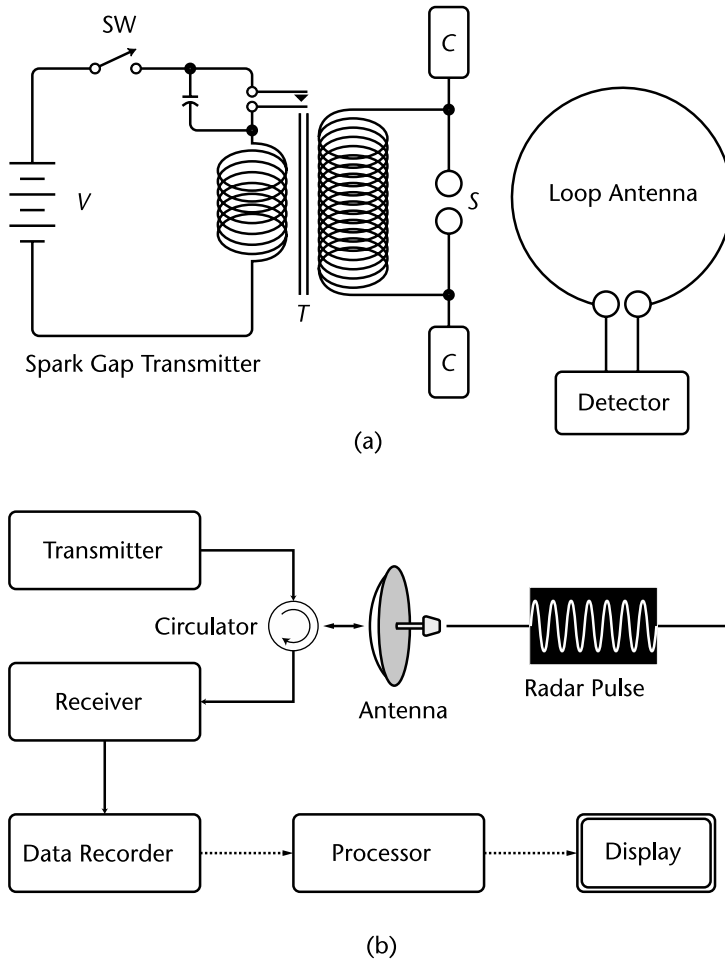 SW
C
V
S
Loop Antenna
T
Spark Gap Transmitter
C
Detector
(a)
Transmitter
Circulator
Receiver
Antenna
Radar Pulse
Data Recorder
Processor
Display
(b)